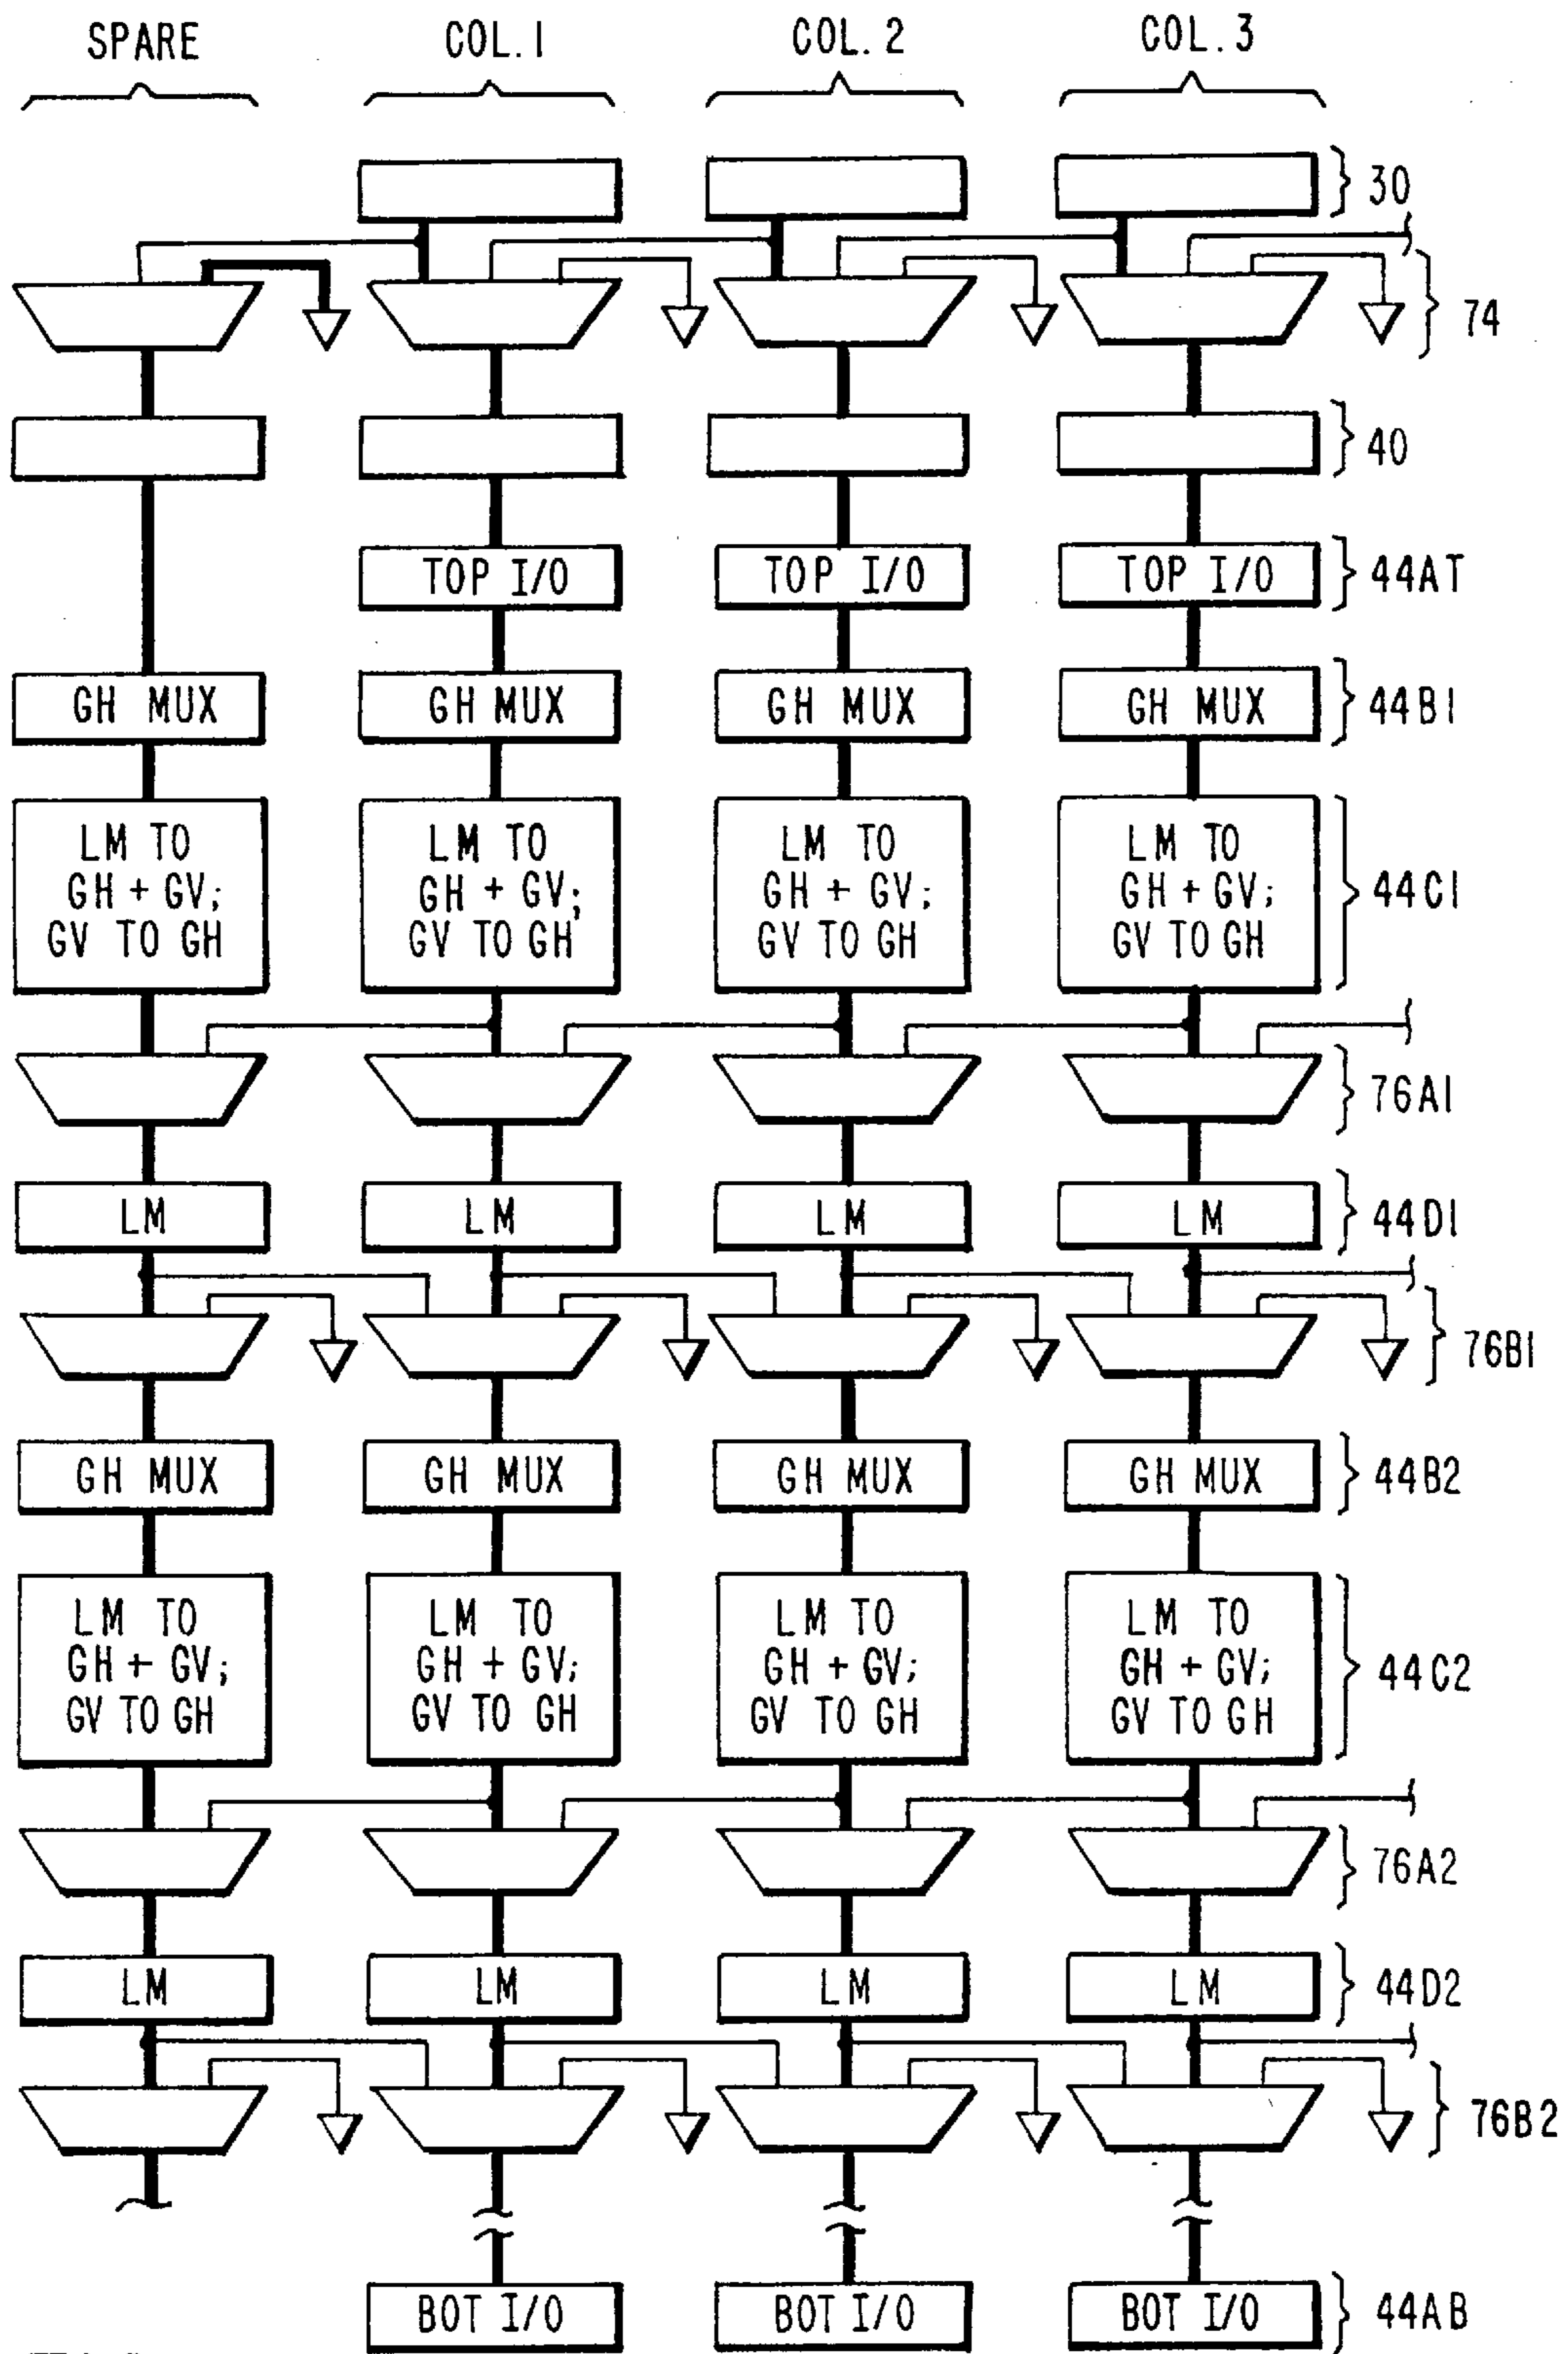 SPARE COL. 1 COL. 2 COL. 3
30
74
40
TOP I/O TOP I/O TOP I/O 44AT
GH MUX GH MUX GH MUX GH MUX 44B1
LM TO LM TO LM TO LM TO
GH + GV; GH + GV; GH + GV; GH + GV; 44C1
GV TO GH GV TO GH GV TO GH GV TO GH
76A1
LM LM LM LM 44D1
76B1
GH MUX GH MUX GH MUX GH MUX 44B2
LM TO LM TO LM TO LM TO
GH + GV; GH + GV; GH + GV; GH + GV; 44C2
GV TO GH GV TO GH GV TO GH GV TO GH
76A2
LM LM LM LM 44D2
76B2
BOT I/O BOT I/O BOT I/O 44AB